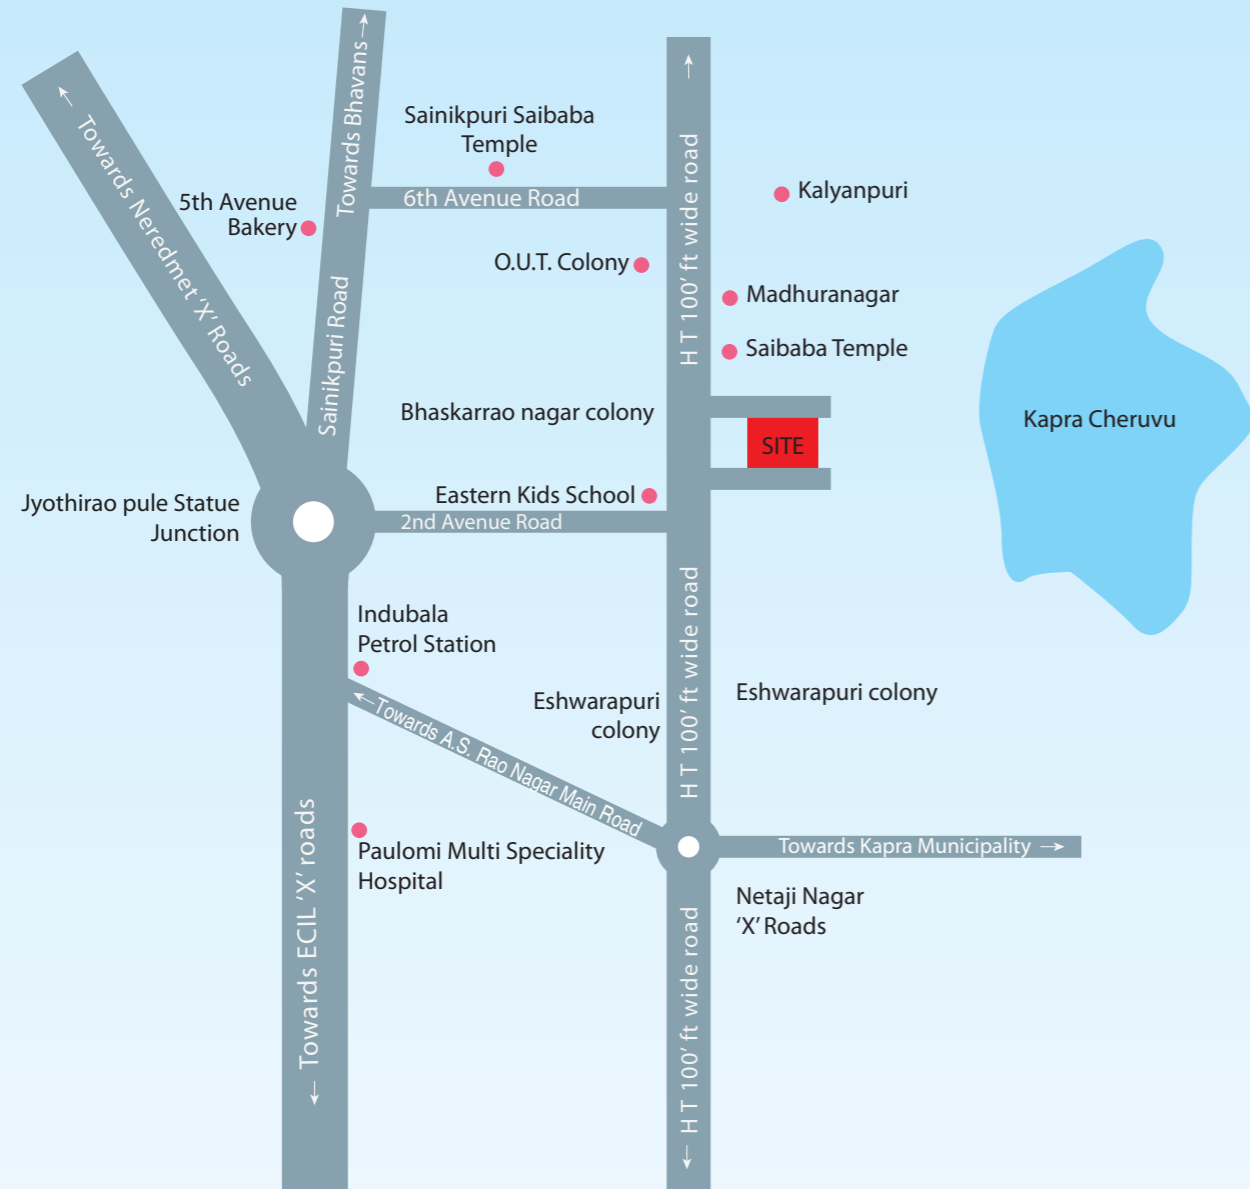 Towards Bhavans
Sainikpuri Saibaba
Temple
Towards Neredmet ‘X’ Roads
6th Avenue Road
Kalyanpuri
5th Avenue
Bakery
H T 100’ ft wide road
O.U.T. Colony
Madhuranagar
Sainikpuri Road
Saibaba Temple
Bhaskarrao nagar colony
Kapra Cheruvu
SITE
Eastern Kids School
Jyothirao pule Statue
Junction
2nd Avenue Road
Indubala
Petrol Station
H T 100’ ft wide road
Eshwarapuri
colony
Eshwarapuri colony
Towards A.S. Rao Nagar Main Road
Towards ECIL ‘X’ roads
Paulomi Multi Speciality
Hospital
Towards Kapra Municipality
Netaji Nagar
‘X’ Roads
H T 100’ ft wide road